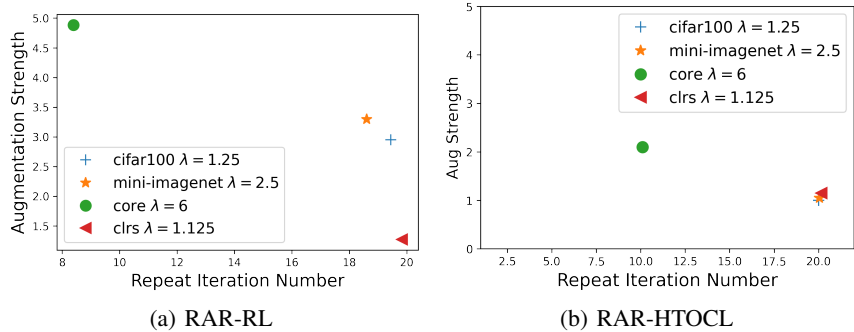 Augmentation Strength
5.0
4.5
4.0
3.5
3.0
2.5
2.0
1.5
cifar100 λ = 1.25
mini-imagenet λ = 2.5
core λ = 6
clrs λ = 1.125
8 10 12 14 16 18 20
Repeat Iteration Number
(a) RAR-RL
Aug Strength
5
4
3
2
1
0
cifar100 λ = 1.25
mini-imagenet λ = 2.5
core λ = 6
clrs λ = 1.125
2.5 5.0 7.5 10.0 12.5 15.0 17.5 20.0
Repeat Iteration Number
(b) RAR-HTOCL